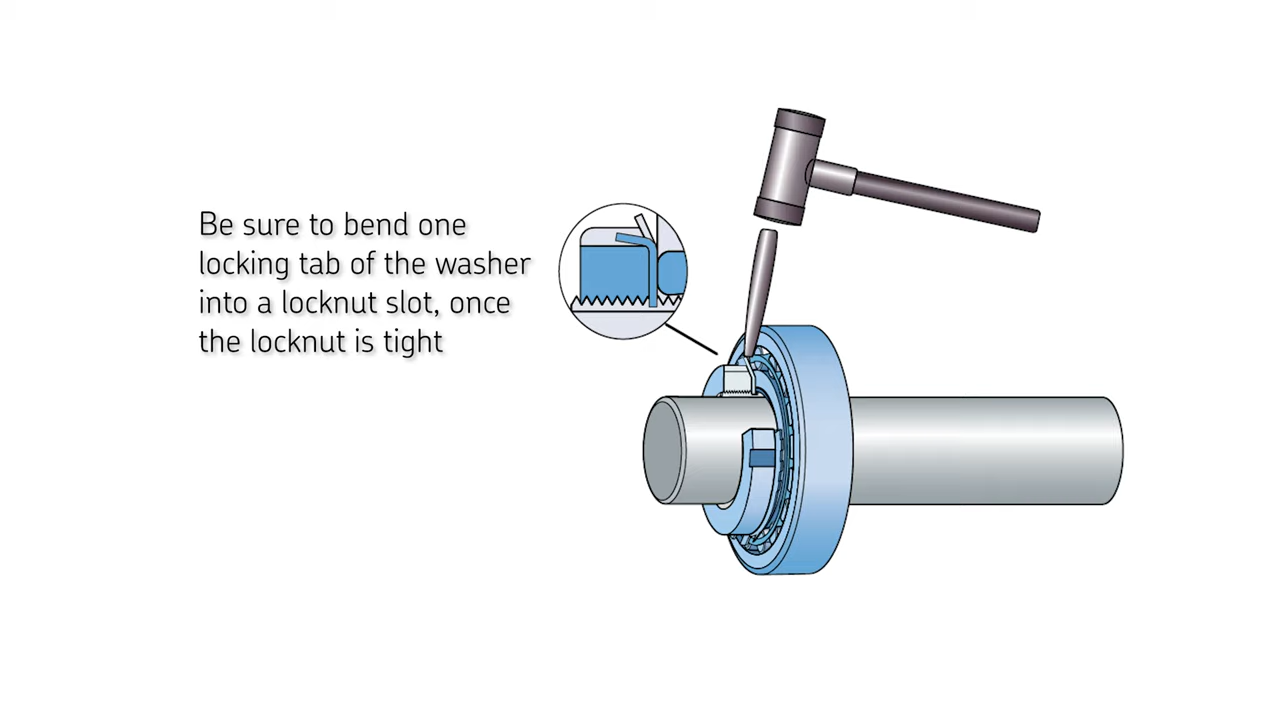 Be sure to bend one
locking tab of the washer
into a locknut slot, once
the locknut is tight